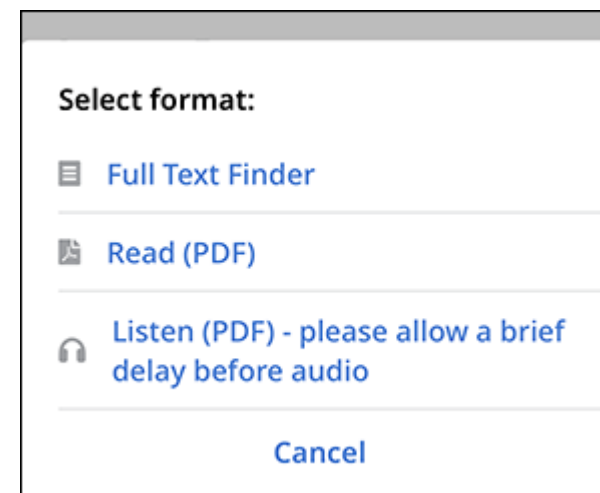 Select format:
Full Text Finder
Read (PDF)
Listen (PDF) - please allow a brief
delay before audio
Cancel